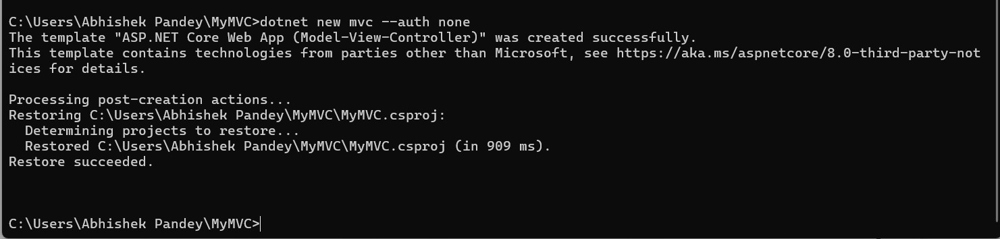 C:\Users\Abhishek Pandey\MyMVC>dotnet new mvc --auth none
The template "ASP.NET Core Web App (Model-View-Controller)" was created successfully.
This template contains technologies from parties other than Microsoft, see https://aka.ms/aspnetcore/8.0-third-party-not
ices for details.
Processing post-creation actions...
Restoring C:\Users\Abhishek Pandey\MyMVC\MyMVC.csproj:
  Determining projects to restore...
  Restored C:\Users\Abhishek Pandey\MyMVC\MyMVC.csproj (in 909 ms).
Restore succeeded.
C:\Users\Abhishek Pandey\MyMVC>